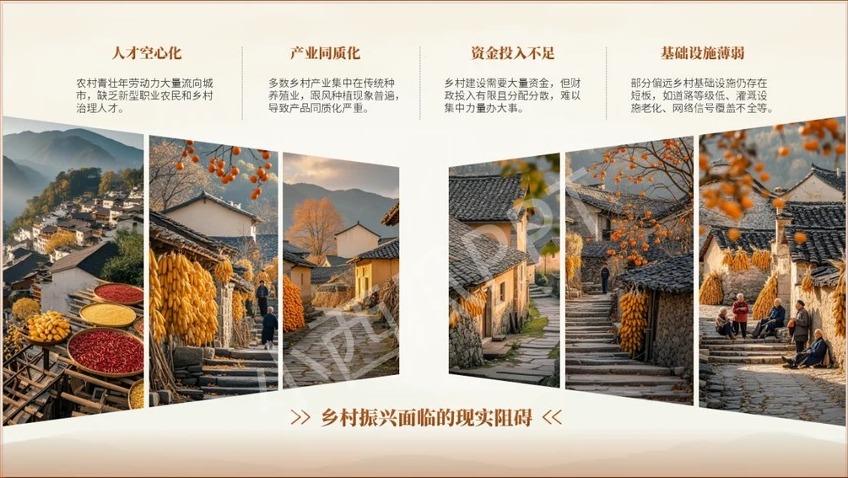 人才空心化
农村青壮年劳动力大量流向城
市，缺乏新型职业农民和乡村
治理人才。
产业同质化
多数乡村产业集中在传统种
养殖业，跟风种植现象普遍，
导致产品同质化严重。
资金投入不足
乡村建设需要大量资金，但财
政投入有限且分配分散，难以
集中力量办大事。
基础设施薄弱
部分偏远乡村基础设施仍存在
短板，如道路等级低、灌溉设
施老化、网络信号覆盖不全等。
>> 乡村振兴面临的现实阻碍 <<